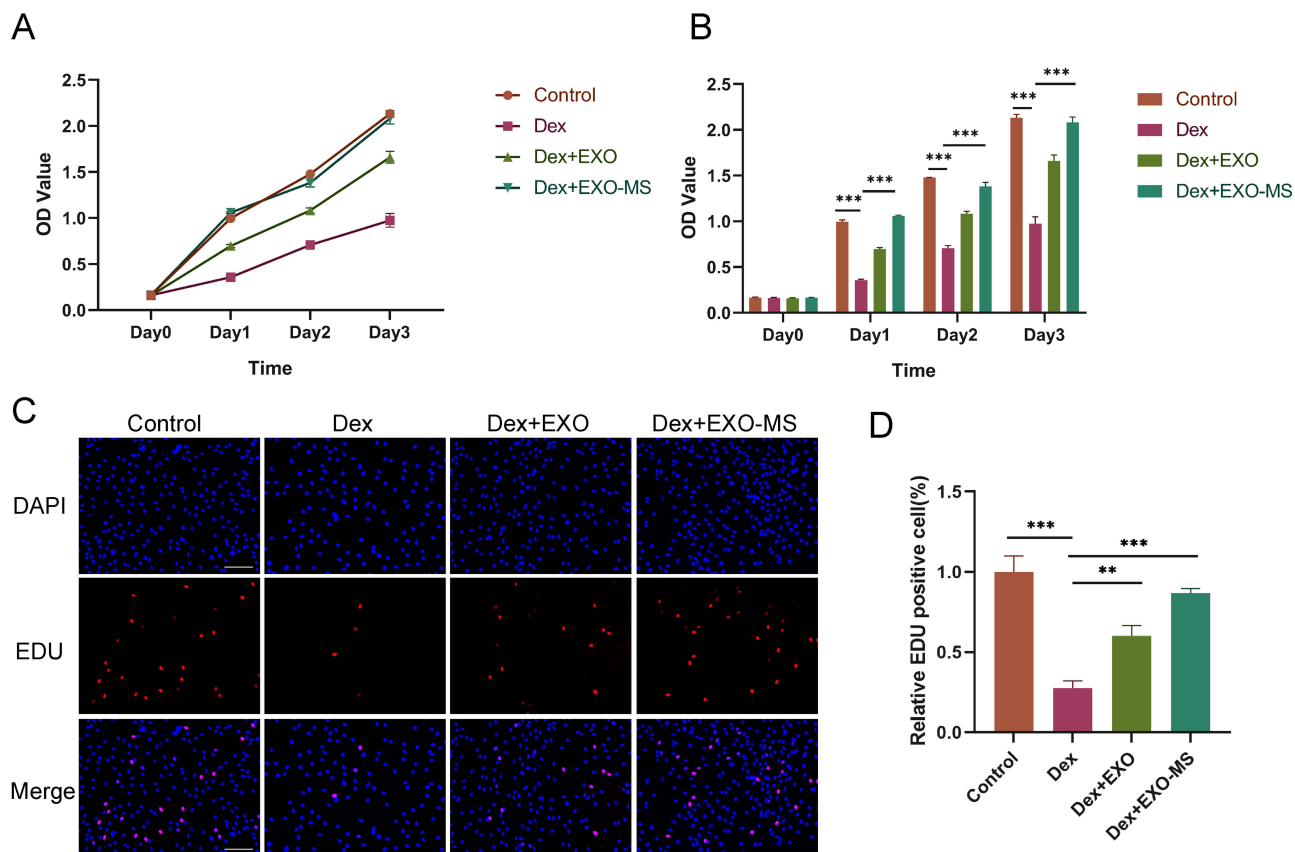 A
OD Value
2.5
2.0
1.5
1.0
0.5
0.0
Day0 Day1 Day2 Day3
Time
Control
Dex
Dex+EXO
Dex+EXO-MS
B
OD Value
2.5
2.0
1.5
1.0
0.5
0.0
*** ***
*** ***
*** ***
Day0 Day1 Day2 Day3
Time
Control
Dex
Dex+EXO
Dex+EXO-MS
C
Control Dex Dex+EXO Dex+EXO-MS
DAPI
EDU
Merge
D
Relative EDU positive cell(%)
1.5
1.0
0.5
0.0
***
***
**
Control Dex Dex+EXO Dex+EXO-MS